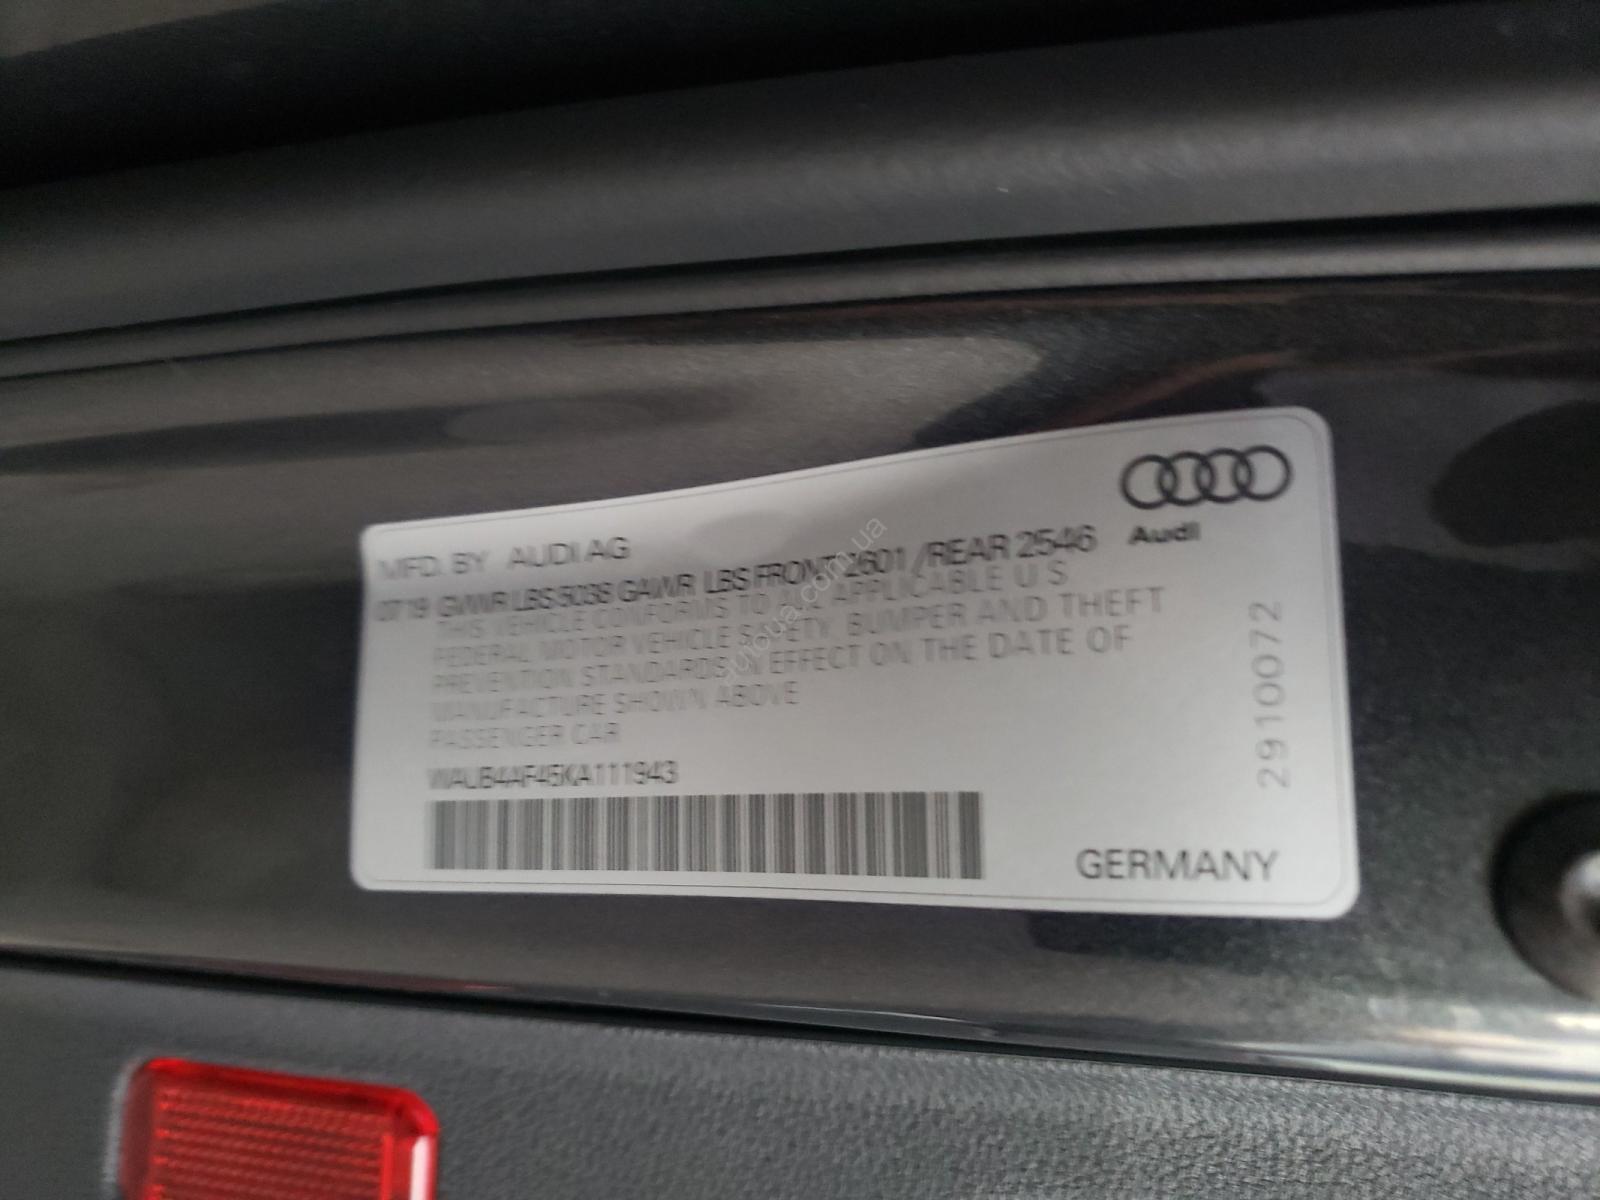 MFD. BY AUDI AG
Audi
07/19 GVWR LBS 5038 GAWR LBS FRONT 2601 / REAR 2546
THIS VEHICLE CONFORMS TO ALL APPLICABLE U S
FEDERAL MOTOR VEHICLE SAFETY, BUMPER AND THEFT
PREVENTION STANDARDS IN EFFECT ON THE DATE OF
MANUFACTURE SHOWN ABOVE
PASSENGER CAR
WAUB4AF45KA111943
2910072
GERMANY